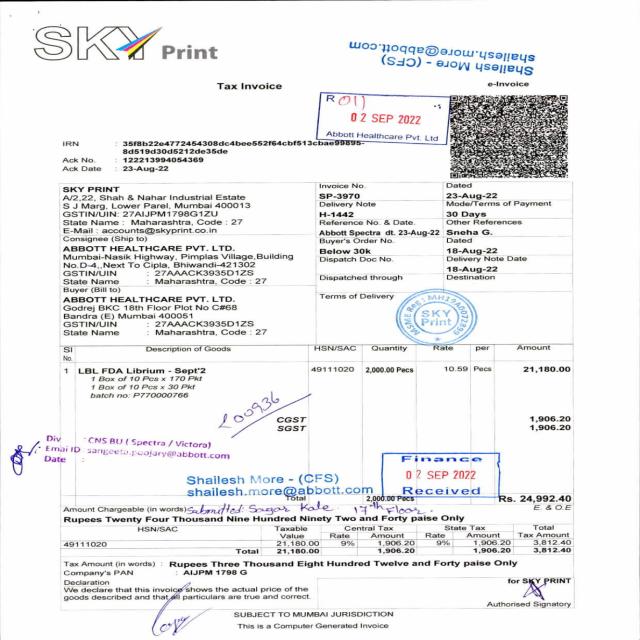 SKY Print
Shailesh More - (CFS)
shailesh.more@abbott.com
Tax Invoice
e-Invoice
R 011
02 SEP 2022
Abbott Healthcare Pvt. Ltd
IRN : 35f8b22e4772454308dc4bee552f64cbf513cbae99895-
8d519d30d5212de35de
Ack No. : 122213994054369
Ack Date : 23-Aug-22
SKY PRINT
A/2,22, Shah & Nahar Industrial Estate
S J Marg, Lower Parel, Mumbai 400013
GSTIN/UIN: 27AIJPM1798G1ZU
State Name : Maharashtra, Code : 27
E-Mail : accounts@skyprint.co.in
Consignee (Ship to)
ABBOTT HEALTHCARE PVT. LTD.
Mumbai-Nasik Highway, Pimplas Village,Building
No.D-4,,Next To Cipla, Bhiwandi-421302
GSTIN/UIN : 27AAACK3935D1ZS
State Name : Maharashtra, Code : 27
Buyer (Bill to)
ABBOTT HEALTHCARE PVT. LTD.
Godrej BKC 18th Floor Plot No C#68
Bandra (E) Mumbai 400051
GSTIN/UIN : 27AAACK3935D1ZS
State Name : Maharashtra, Code : 27
Invoice No. Dated
SP-3970 23-Aug-22
Delivery Note Mode/Terms of Payment
H-1442 30 Days
Reference No. & Date. Other References
Abbott Spectra dt. 23-Aug-22 Sneha G.
Buyer's Order No. Dated
Below 30k 18-Aug-22
Dispatch Doc No. Delivery Note Date
18-Aug-22
Dispatched through Destination
Terms of Delivery
SKY Print
Sl No. Description of Goods HSN/SAC Quantity Rate per Amount
1 LBL FDA Librium - Sept'2 49111020 2,000.00 Pecs 10.59 Pecs 21,180.00
1 Box of 10 Pcs x 170 Pkt
1 Box of 10 Pcs x 30 Pkt
batch no: P770000766
CGST 1,906.20
SGST 1,906.20
Div : CNS BU ( Spectra / Victora)
Emai ID : sangeeta.poojary@abbott.com
Date :
Finance
02 SEP 2022
Received
Shailesh More - (CFS)
shailesh.more@abbott.com
Total 2,000.00 Pecs Rs. 24,992.40
Amount Chargeable (in words) Submitted: Sagar Kale. 17th Floor. E. & O.E
Rupees Twenty Four Thousand Nine Hundred Ninety Two and Forty paise Only
HSN/SAC Taxable Value Central Tax State Tax Total Tax Amount
Rate Amount Rate Amount
49111020 21,180.00 9% 1,906.20 9% 1,906.20 3,812.40
Total 21,180.00 1,906.20 1,906.20 3,812.40
Tax Amount (in words) : Rupees Three Thousand Eight Hundred Twelve and Forty paise Only
Company's PAN : AIJPM 1798 G
Declaration
We declare that this invoice shows the actual price of the
goods described and that all particulars are true and correct.
for SKY PRINT
Authorised Signatory
Copy
SUBJECT TO MUMBAI JURISDICTION
This is a Computer Generated Invoice